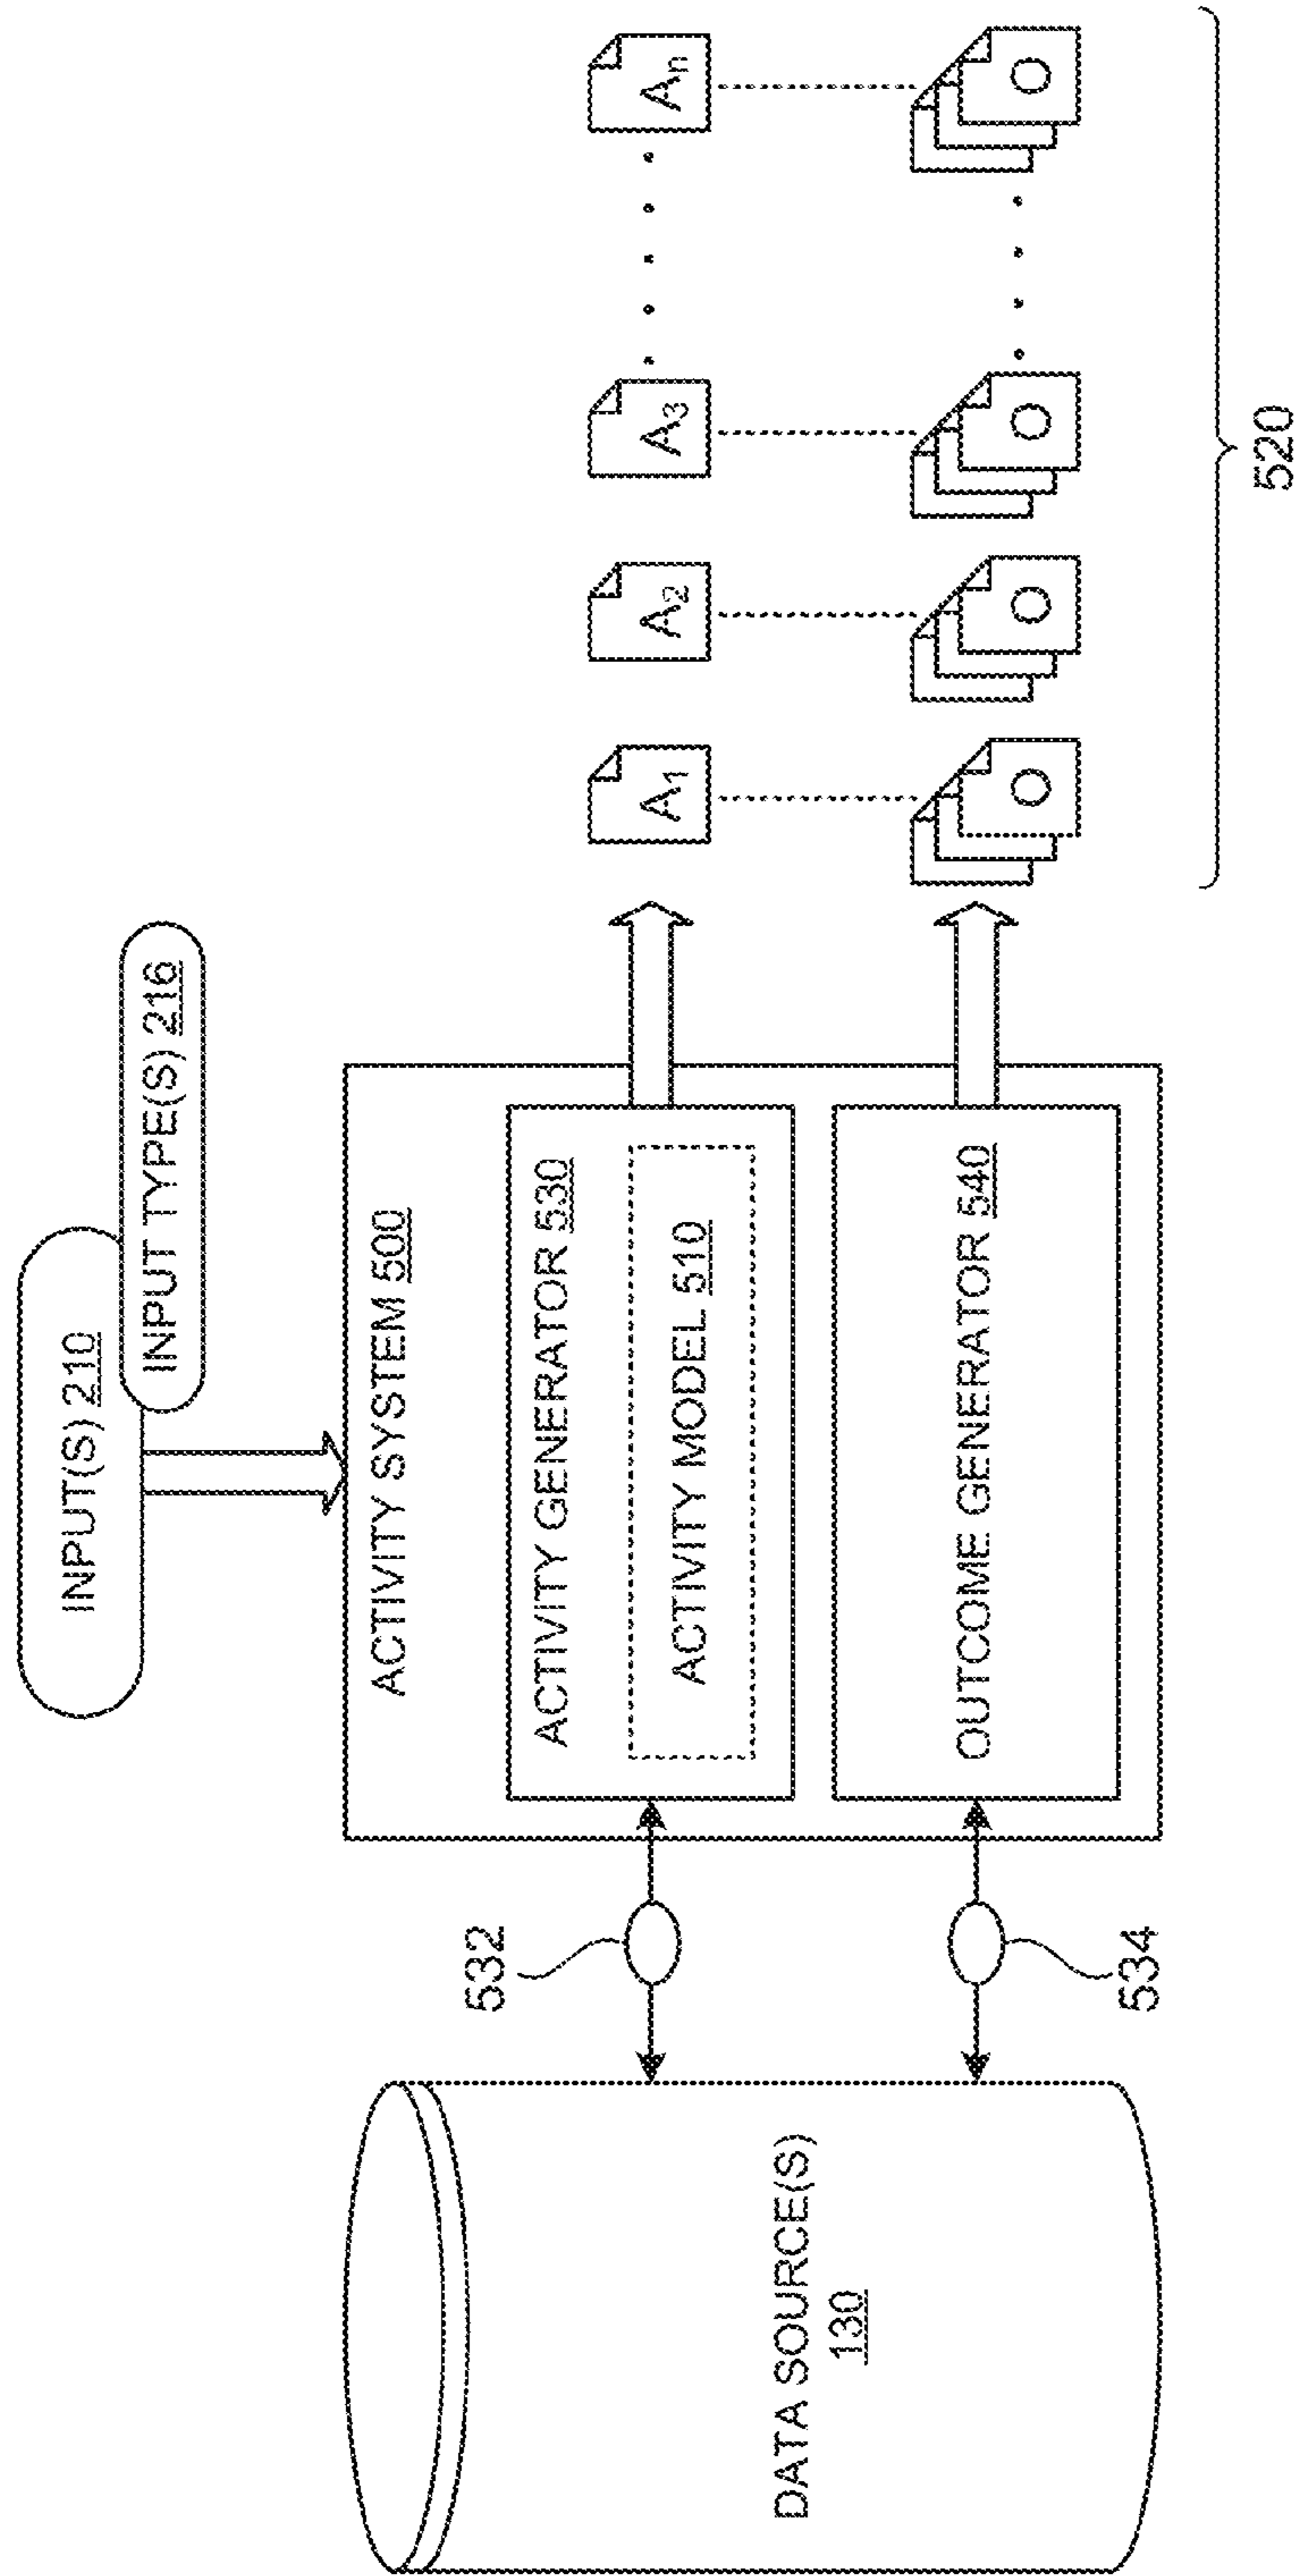 INPUT(S) 210
INPUT TYPE(S) 216
ACTIVITY SYSTEM 500
ACTIVITY GENERATOR 530
ACTIVITY MODEL 510
OUTCOME GENERATOR 540
532
534
DATA SOURCE(S)
130
A1
A2
A3
An
O
O
O
O
520